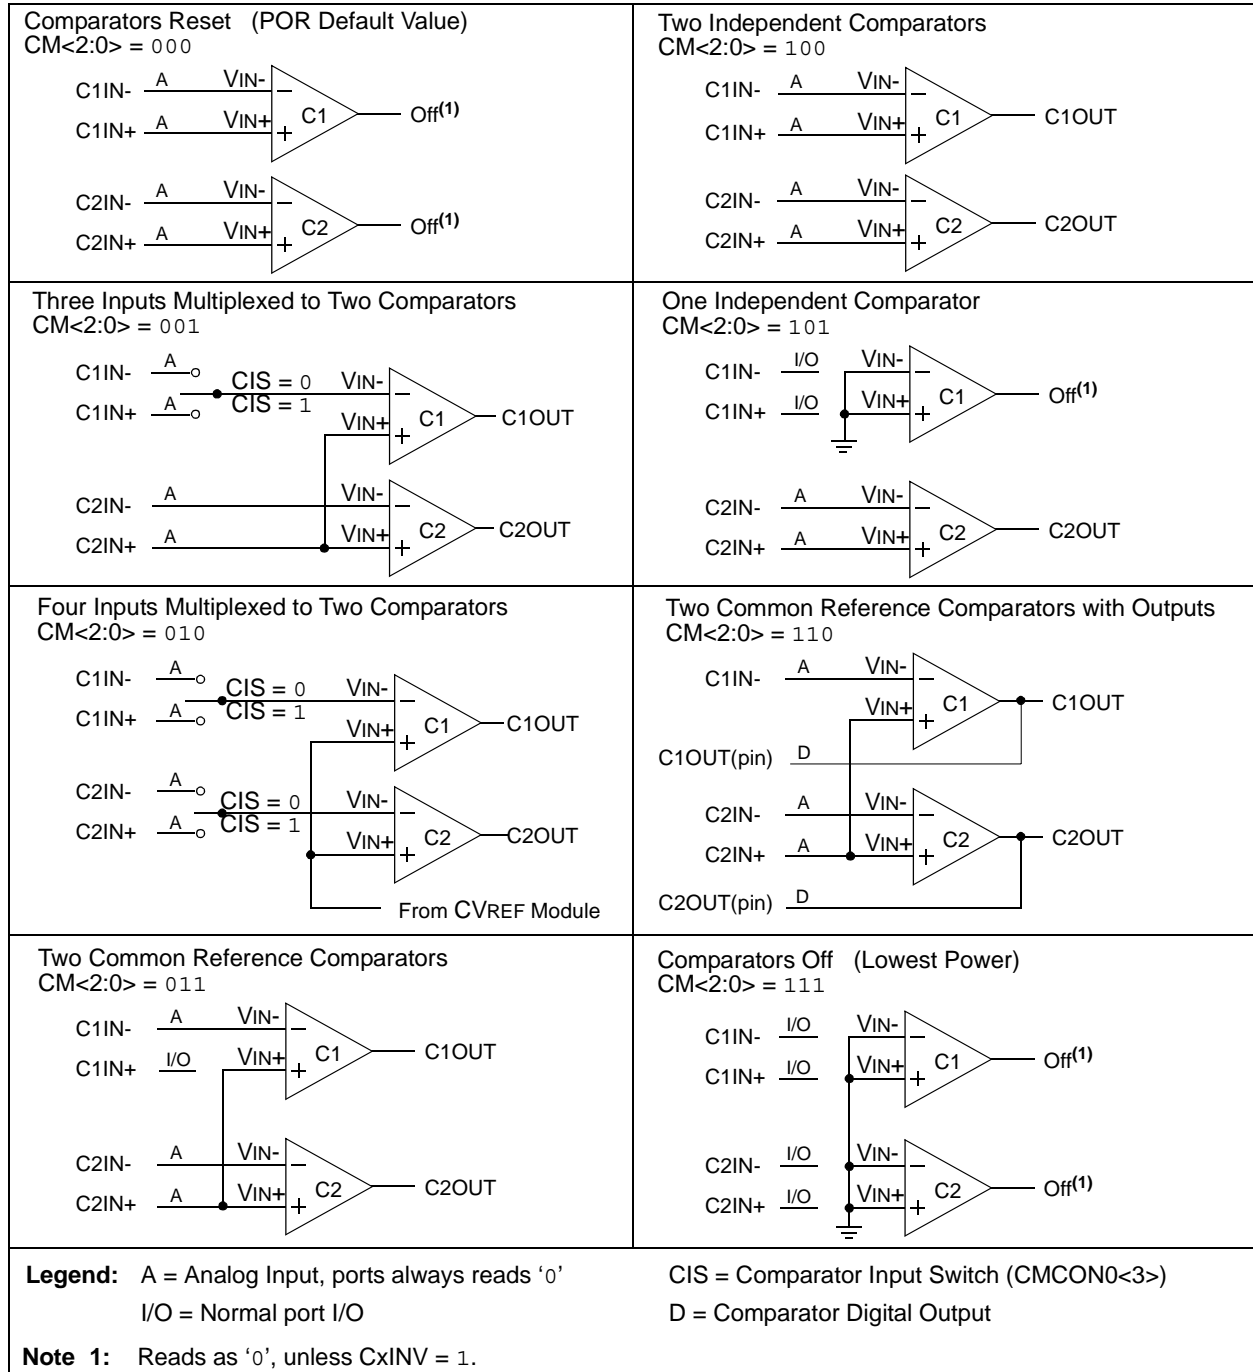 Comparators Reset (POR Default Value)
CM<2:0> = 000
C1IN- A VIN-
C1IN+ A VIN+ C1 Off(1)
C2IN- A VIN-
C2IN+ A VIN+ C2 Off(1)
Two Independent Comparators
CM<2:0> = 100
C1IN- A VIN-
C1IN+ A VIN+ C1 C1OUT
C2IN- A VIN-
C2IN+ A VIN+ C2 C2OUT
Three Inputs Multiplexed to Two Comparators
CM<2:0> = 001
C1IN- A CIS = 0 VIN-
C1IN+ A CIS = 1 VIN+ C1 C1OUT
C2IN- A VIN-
C2IN+ A VIN+ C2 C2OUT
One Independent Comparator
CM<2:0> = 101
C1IN- I/O VIN-
C1IN+ I/O VIN+ C1 Off(1)
C2IN- A VIN-
C2IN+ A VIN+ C2 C2OUT
Four Inputs Multiplexed to Two Comparators
CM<2:0> = 010
C1IN- A CIS = 0 VIN-
C1IN+ A CIS = 1 VIN+ C1 C1OUT
C2IN- A CIS = 0 VIN-
C2IN+ A CIS = 1 VIN+ C2 C2OUT
From CVREF Module
Two Common Reference Comparators with Outputs
CM<2:0> = 110
C1IN- A VIN-
VIN+ C1 C1OUT
C1OUT(pin) D
C2IN- A VIN-
C2IN+ A VIN+ C2 C2OUT
C2OUT(pin) D
Two Common Reference Comparators
CM<2:0> = 011
C1IN- A VIN-
C1IN+ I/O VIN+ C1 C1OUT
C2IN- A VIN-
C2IN+ A VIN+ C2 C2OUT
Comparators Off (Lowest Power)
CM<2:0> = 111
C1IN- I/O VIN-
C1IN+ I/O VIN+ C1 Off(1)
C2IN- I/O VIN-
C2IN+ I/O VIN+ C2 Off(1)
Legend: A = Analog Input, ports always reads ‘0’ CIS = Comparator Input Switch (CMCON0<3>)
I/O = Normal port I/O D = Comparator Digital Output
Note 1: Reads as ‘0’, unless CxINV = 1.